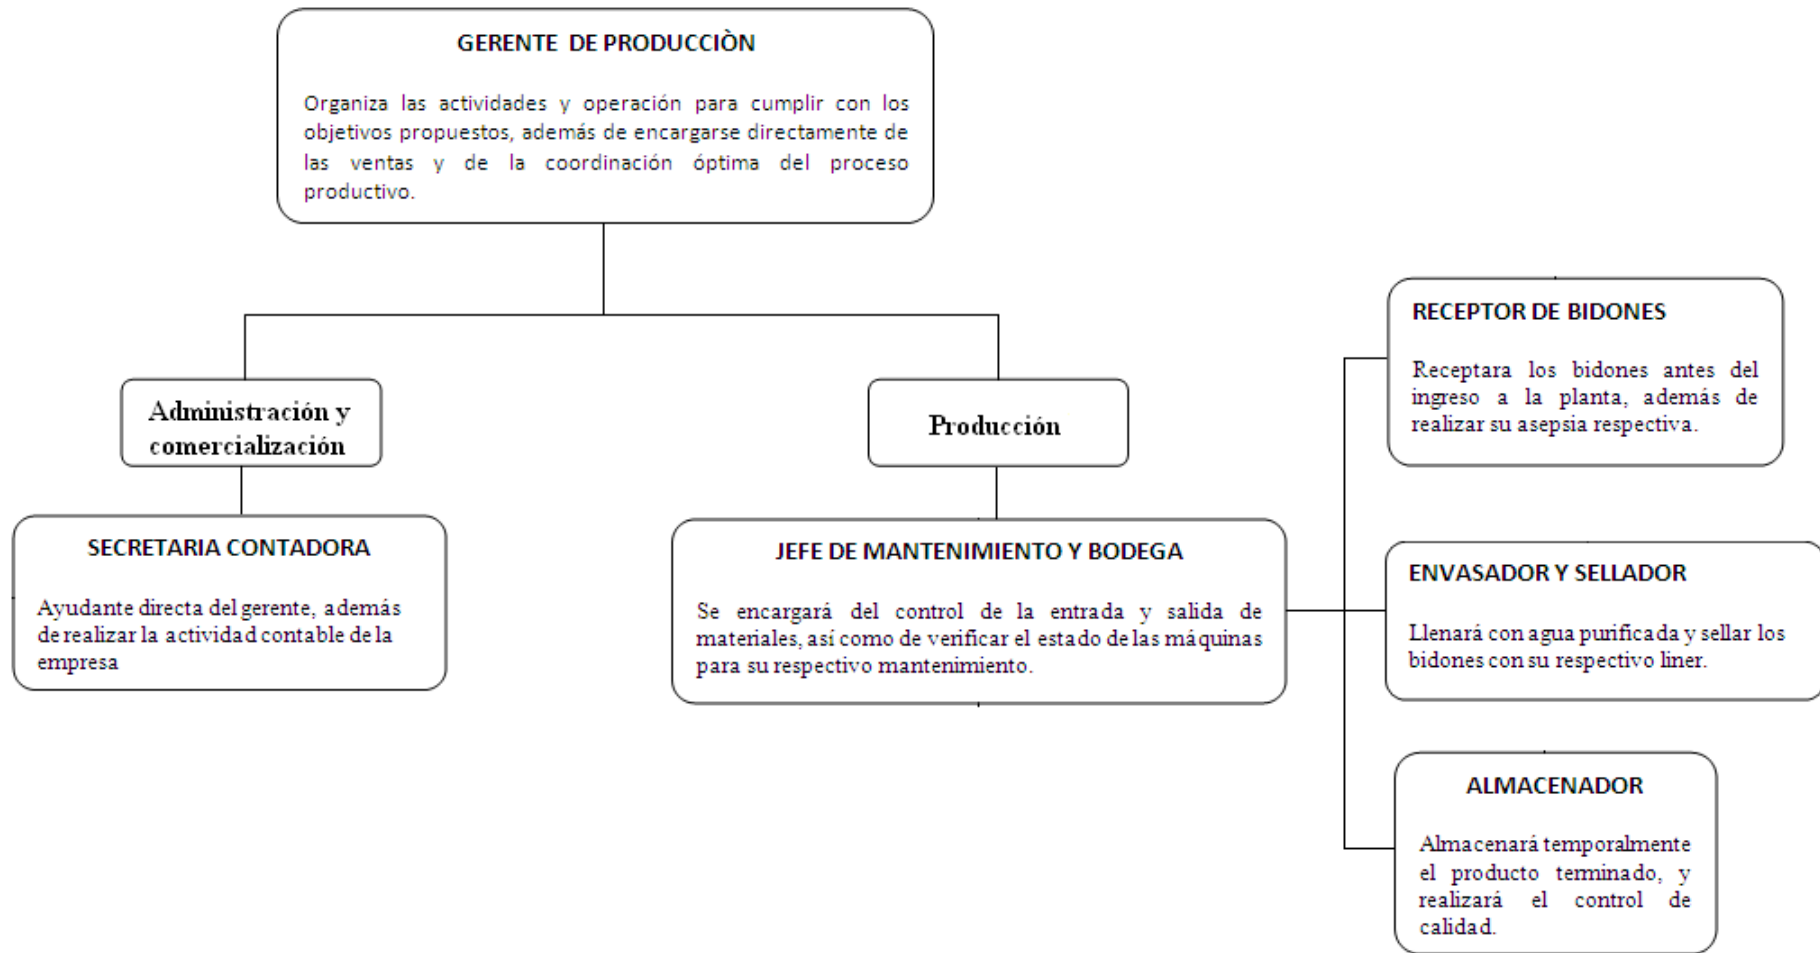 GERENTE DE PRODUCCIÒN
Organiza las actividades y operación para cumplir con los
objetivos propuestos, además de encargarse directamente de
las ventas y de la coordinación óptima del proceso
productivo.
Administración y
comercialización
Producción
SECRETARIA CONTADORA
Ayudante directa del gerente, además
de realizar la actividad contable de la
empresa
JEFE DE MANTENIMIENTO Y BODEGA
Se encargará del control de la entrada y salida de
materiales, así como de verificar el estado de las máquinas
para su respectivo mantenimiento.
RECEPTOR DE BIDONES
Receptara los bidones antes del
ingreso a la planta, además de
realizar su asepsia respectiva.
ENVASADOR Y SELLADOR
Llenará con agua purificada y sellar los
bidones con su respectivo liner.
ALMACENADOR
Almacenará temporalmente
el producto terminado, y
realizará el control de
calidad.